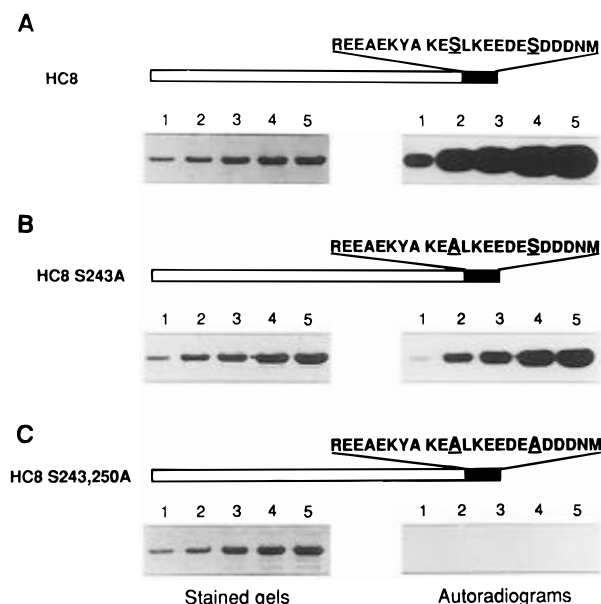 A
REEAEKYA KESLKEEDESDDDNM
HC8
1 2 3 4 5
1 2 3 4 5
B
REEAEKYA KEALKEEDESDDDNM
HC8 S243A
1 2 3 4 5
1 2 3 4 5
C
REEAEKYA KEALKEEDEADDDNM
HC8 S243,250A
1 2 3 4 5
1 2 3 4 5
Stained gels
Autoradiograms